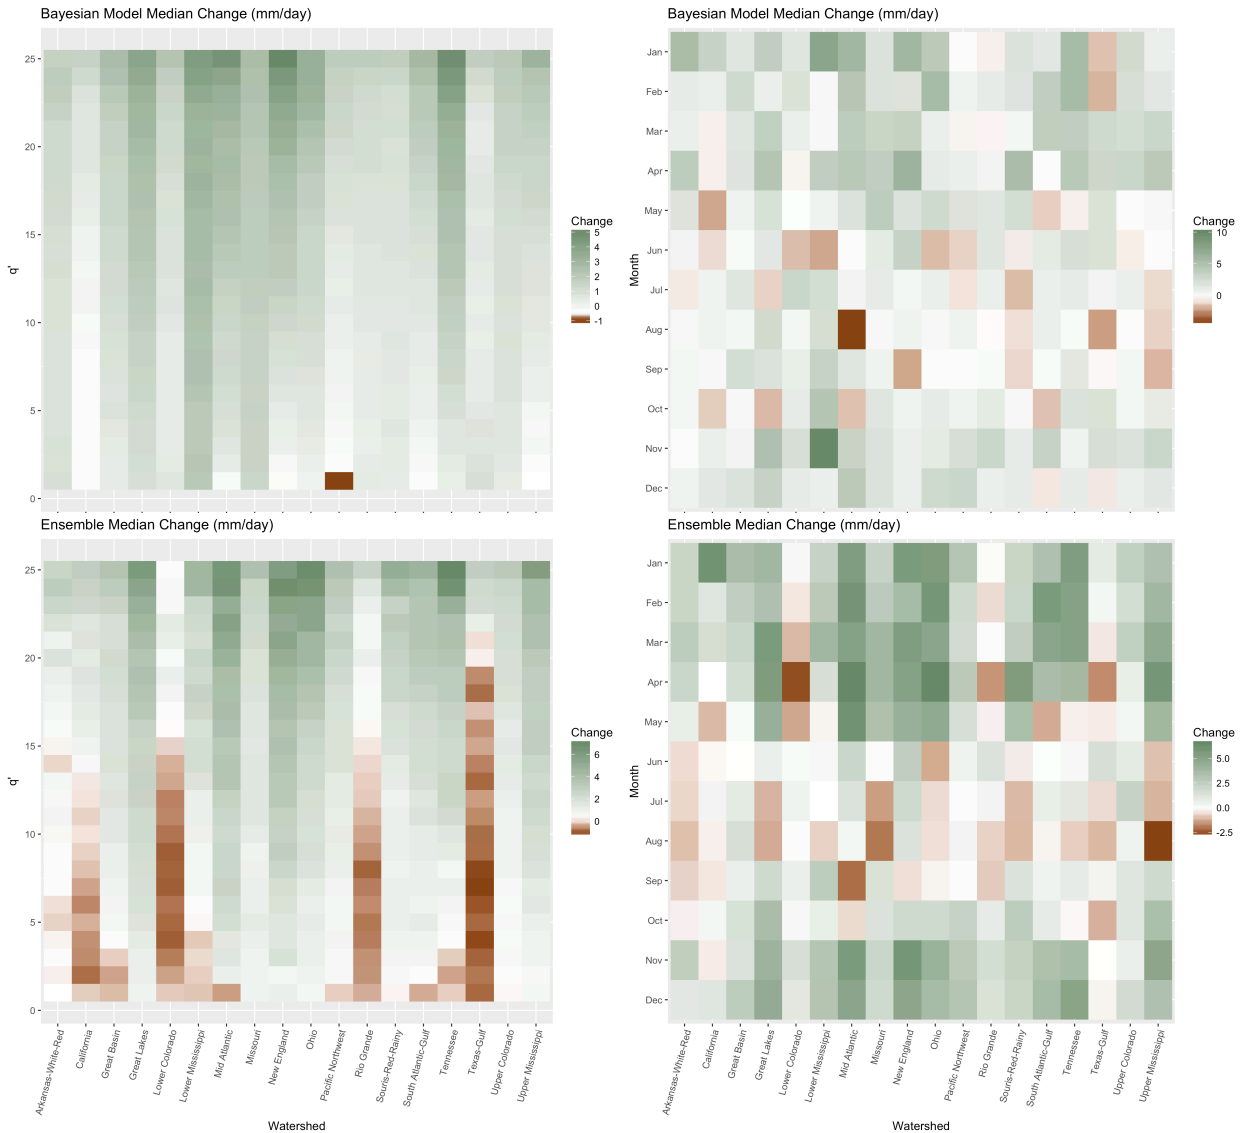 Bayesian Model Median Change (mm/day)
25
20
15
10
5
0
q'
Change
5
4
3
2
1
0
-1
Bayesian Model Median Change (mm/day)
Jan
Feb
Mar
Apr
May
Jun
Jul
Aug
Sep
Oct
Nov
Dec
Month
Change
10
5
0
Ensemble Median Change (mm/day)
25
20
15
10
5
0
q'
Change
6
4
2
0
Arkansas-White-Red
California
Great Basin
Great Lakes
Lower Colorado
Lower Mississippi
Mid Atlantic
Missouri
New England
Ohio
Pacific Northwest
Rio Grande
Souris-Red-Rainy
South Atlantic-Gulf
Tennessee
Texas-Gulf
Upper Colorado
Upper Mississippi
Watershed
Ensemble Median Change (mm/day)
Jan
Feb
Mar
Apr
May
Jun
Jul
Aug
Sep
Oct
Nov
Dec
Month
Change
5.0
2.5
0.0
-2.5
Arkansas-White-Red
California
Great Basin
Great Lakes
Lower Colorado
Lower Mississippi
Mid Atlantic
Missouri
New England
Ohio
Pacific Northwest
Rio Grande
Souris-Red-Rainy
South Atlantic-Gulf
Tennessee
Texas-Gulf
Upper Colorado
Upper Mississippi
Watershed